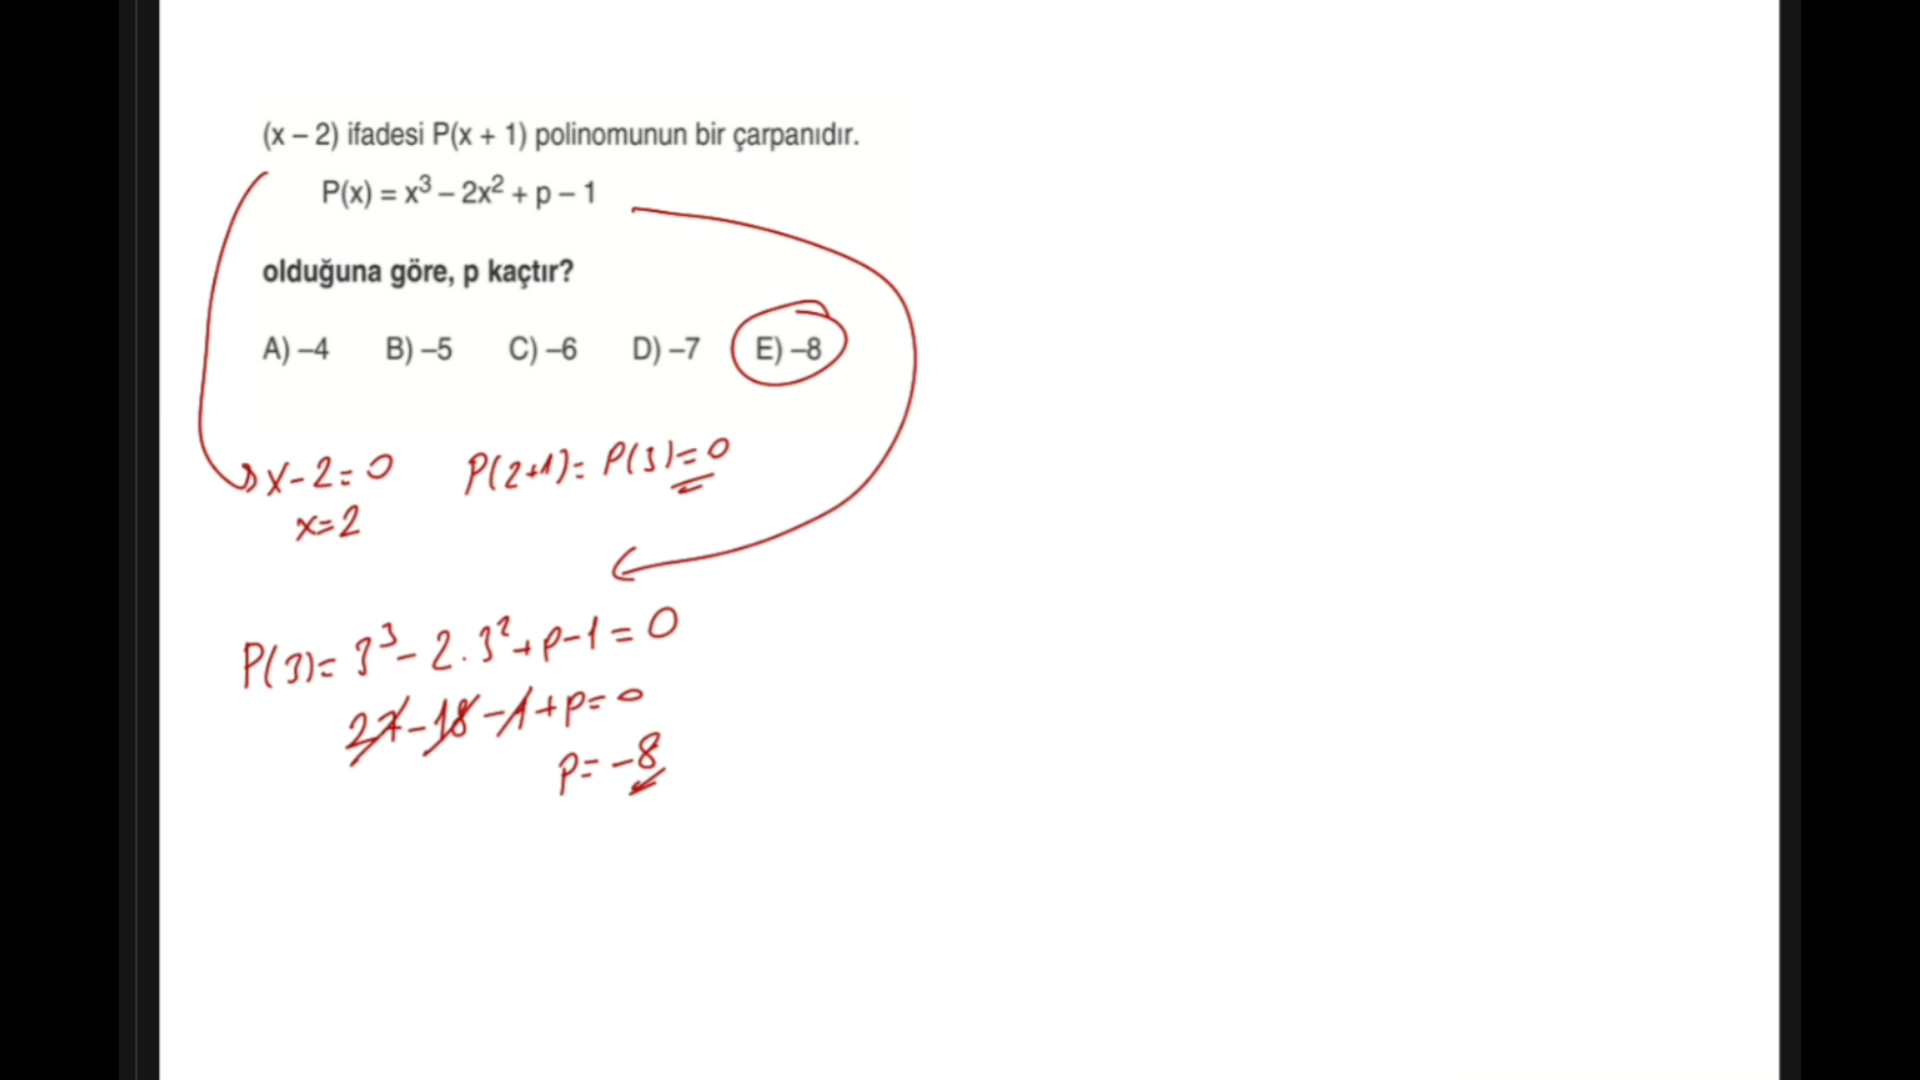 (x – 2) ifadesi P(x + 1) polinomunun bir çarpanıdır.
P(x) = x³ – 2x² + p – 1
olduğuna göre, p kaçtır?
A) –4 B) –5 C) –6 D) –7 E) –8
x-2=0 P(2+1)= P(3)=0
x=2
P(3)= 3³- 2.3²+p-1=0
27-18-1+p=0
p= -8